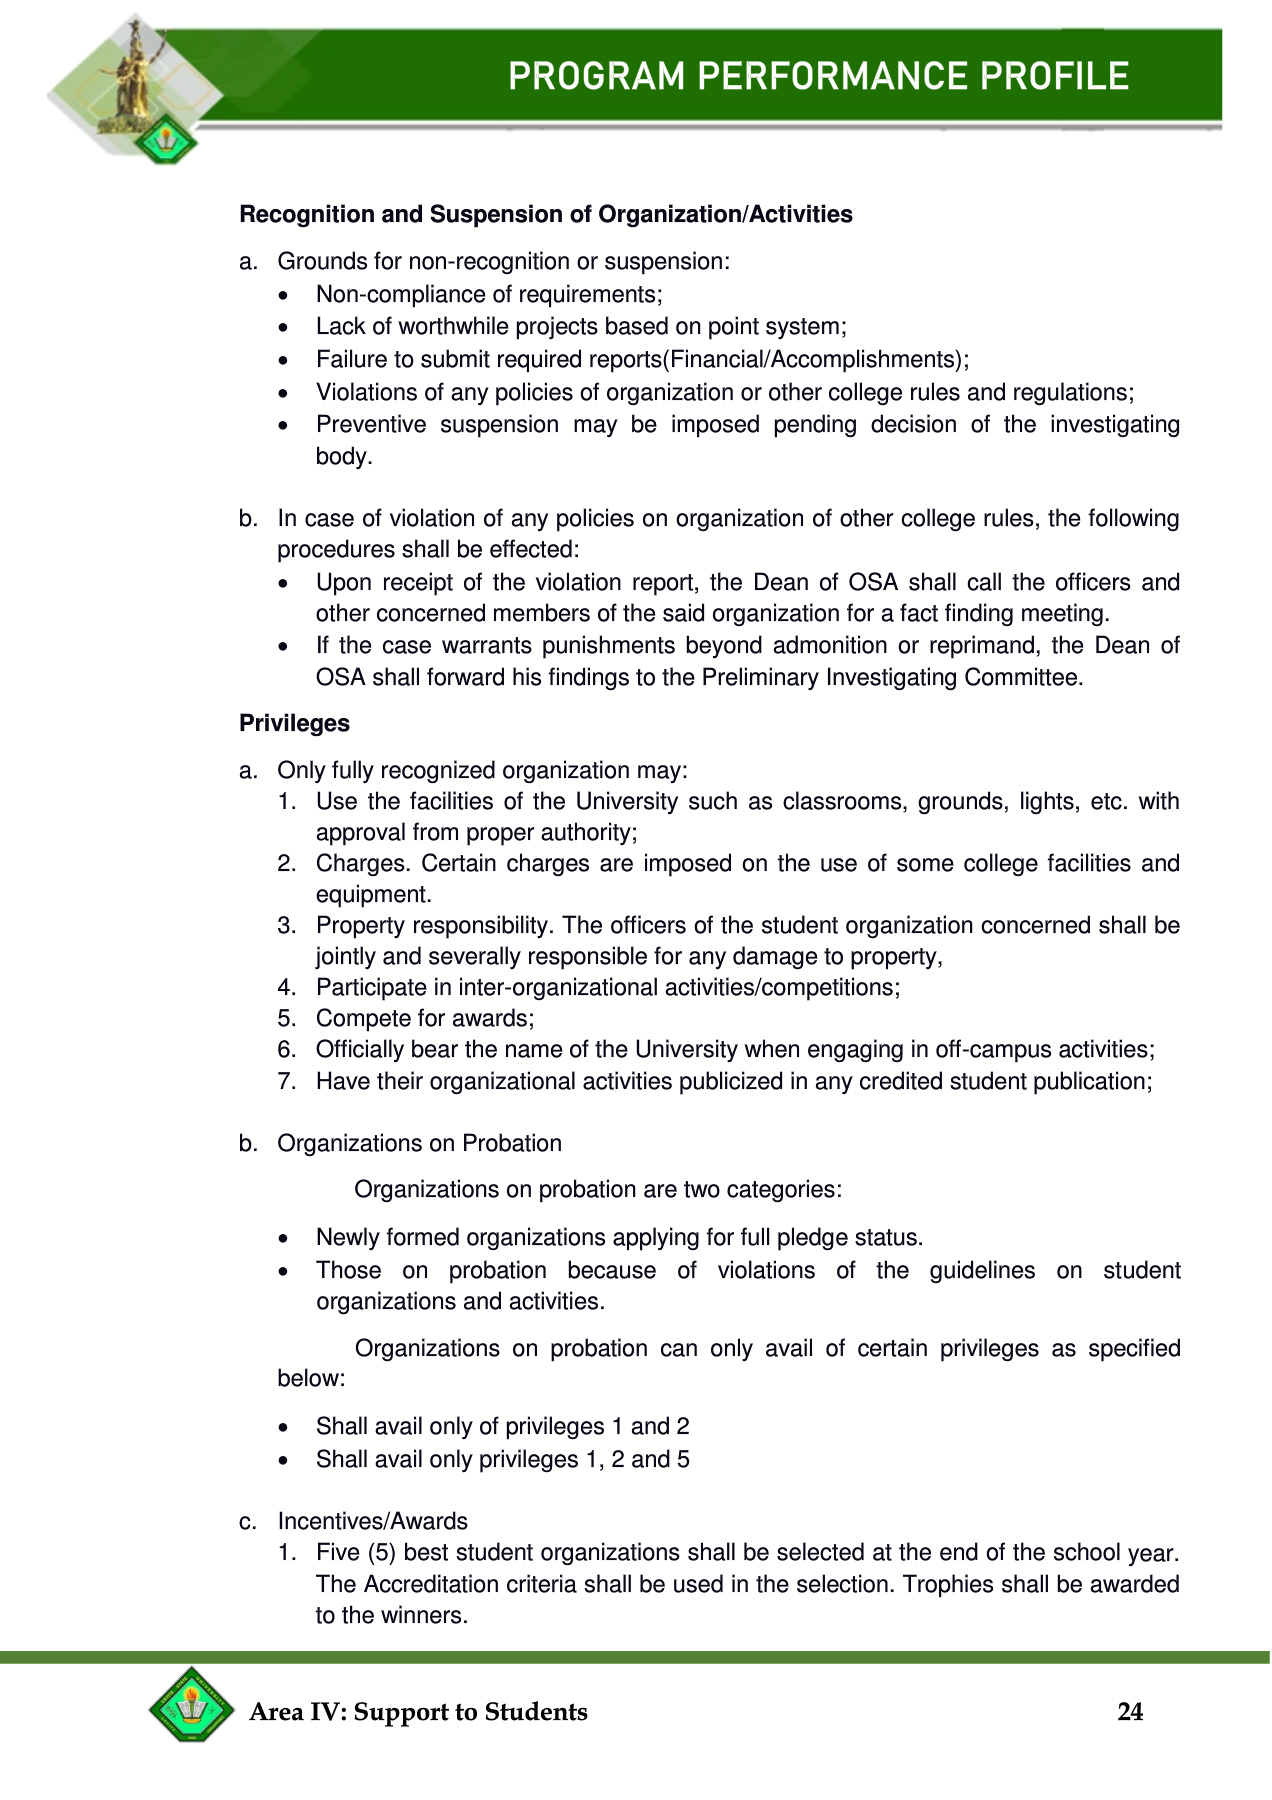 PROGRAM PERFORMANCE PROFILE
Recognition and Suspension of Organization/Activities
a. Grounds for non-recognition or suspension:
• Non-compliance of requirements;
• Lack of worthwhile projects based on point system;
• Failure to submit required reports(Financial/Accomplishments);
• Violations of any policies of organization or other college rules and regulations;
• Preventive suspension may be imposed pending decision of the investigating
body.
b. In case of violation of any policies on organization of other college rules, the following
procedures shall be effected:
• Upon receipt of the violation report, the Dean of OSA shall call the officers and
other concerned members of the said organization for a fact finding meeting.
• If the case warrants punishments beyond admonition or reprimand, the Dean of
OSA shall forward his findings to the Preliminary Investigating Committee.
Privileges
a. Only fully recognized organization may:
1. Use the facilities of the University such as classrooms, grounds, lights, etc. with
approval from proper authority;
2. Charges. Certain charges are imposed on the use of some college facilities and
equipment.
3. Property responsibility. The officers of the student organization concerned shall be
jointly and severally responsible for any damage to property,
4. Participate in inter-organizational activities/competitions;
5. Compete for awards;
6. Officially bear the name of the University when engaging in off-campus activities;
7. Have their organizational activities publicized in any credited student publication;
b. Organizations on Probation
Organizations on probation are two categories:
• Newly formed organizations applying for full pledge status.
• Those on probation because of violations of the guidelines on student
organizations and activities.
Organizations on probation can only avail of certain privileges as specified
below:
• Shall avail only of privileges 1 and 2
• Shall avail only privileges 1, 2 and 5
c. Incentives/Awards
1. Five (5) best student organizations shall be selected at the end of the school year.
The Accreditation criteria shall be used in the selection. Trophies shall be awarded
to the winners.
Area IV: Support to Students
24